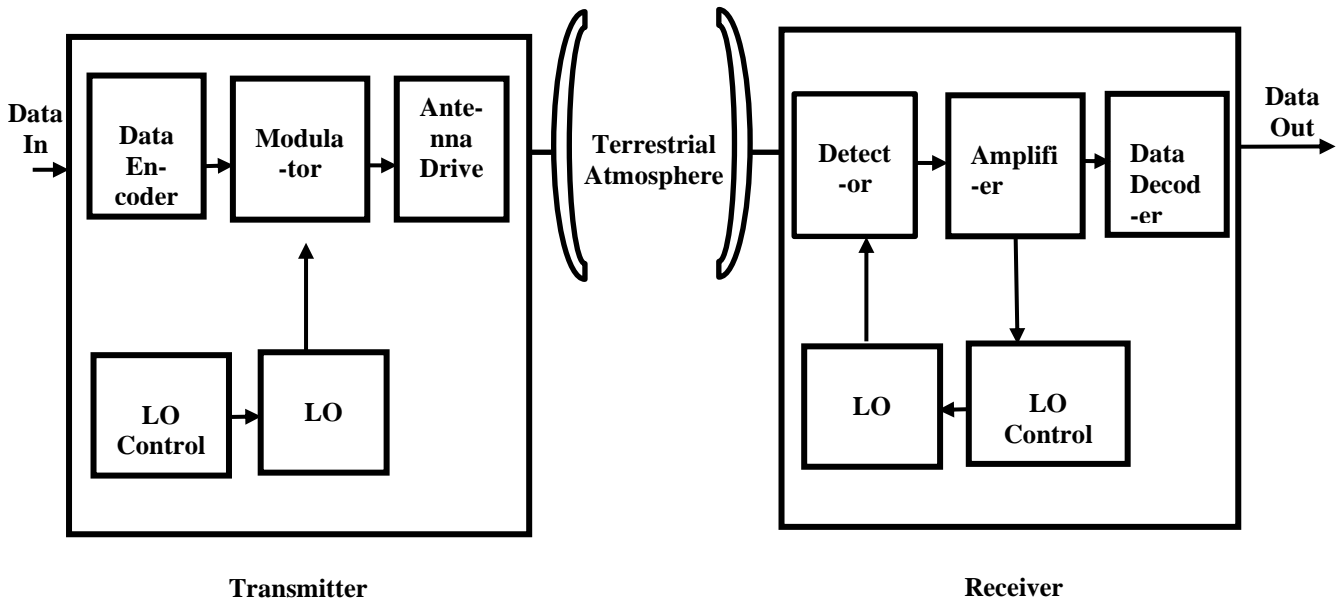 Data
In
Data
En-
coder
Modula
-tor
Ante-
nna
Drive
LO
Control
LO
Transmitter
Terrestrial
Atmosphere
Detect
-or
Amplifi
-er
Data
Decod
-er
LO
LO
Control
Data
Out
Receiver